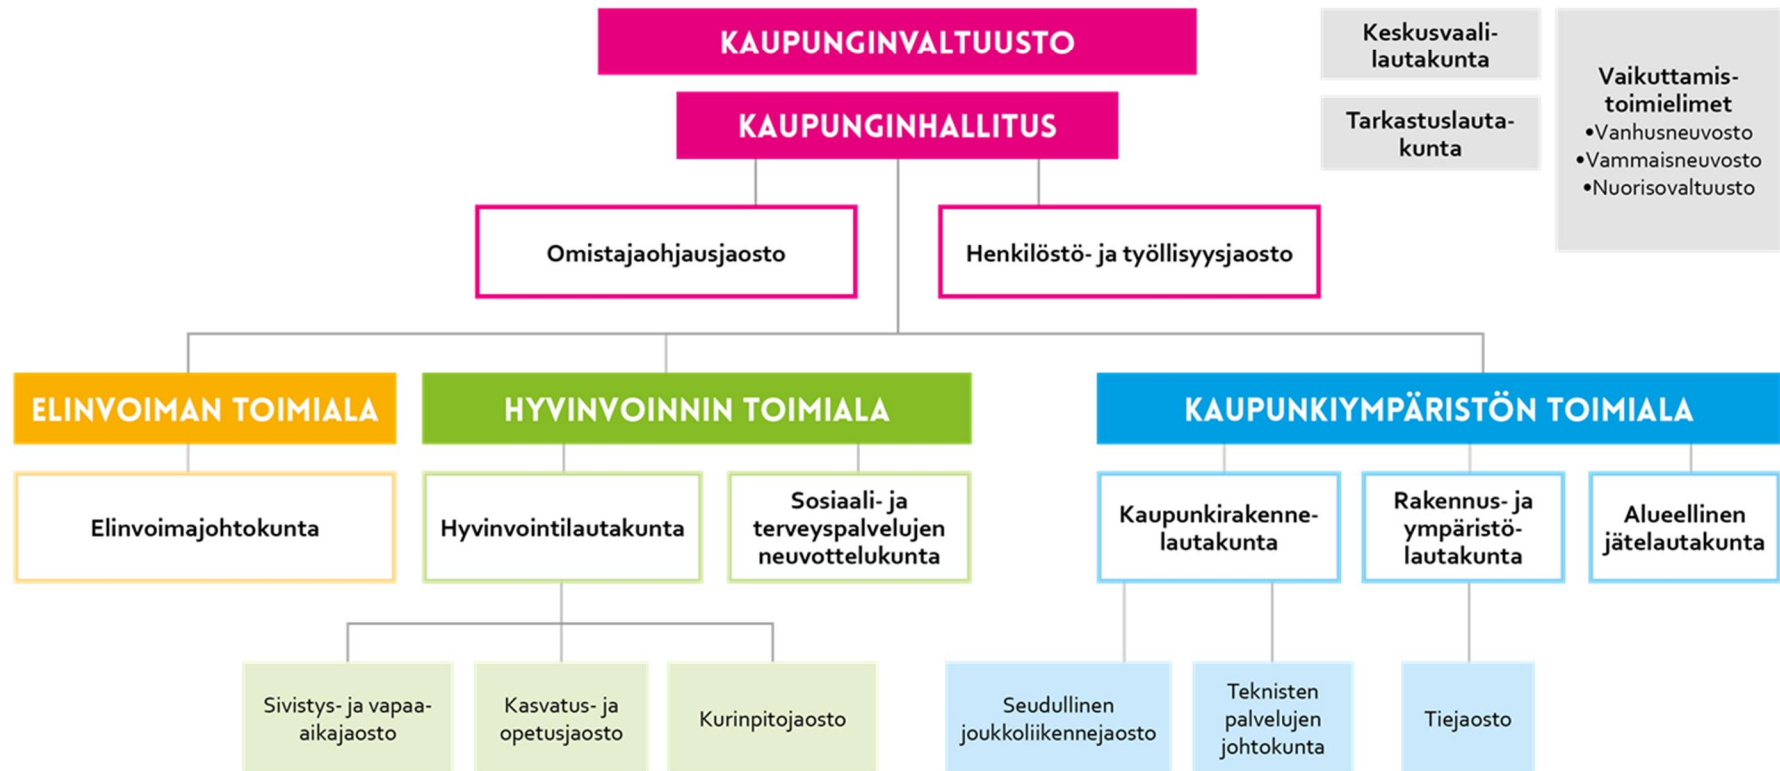 KAUPUNGINVALTUUSTO
KAUPUNGINHALLITUS
Keskusvaali-
lautakunta
Tarkastuslauta-
kunta
Vaikuttamis-
toimielimet
•Vanhusneuvosto
•Vammaisneuvosto
•Nuorisovaltuusto
Omistajaohjausjaosto
Henkilöstö- ja työllisyysjaosto
ELINVOIMAN TOIMIALA
HYVINVOINNIN TOIMIALA
KAUPUNKIYMPÄRISTÖN TOIMIALA
Elinvoimajohtokunta
Hyvinvointilautakunta
Sosiaali- ja
terveyspalvelujen
neuvottelukunta
Kaupunkirakenne-
lautakunta
Rakennus- ja
ympäristö-
lautakunta
Alueellinen
jätelautakunta
Sivistys- ja vapaa-
aikajaosto
Kasvatus- ja
opetusjaosto
Kurinpitojaosto
Seudullinen
joukkoliikennejaosto
Teknisten
palvelujen
johtokunta
Tiejaosto